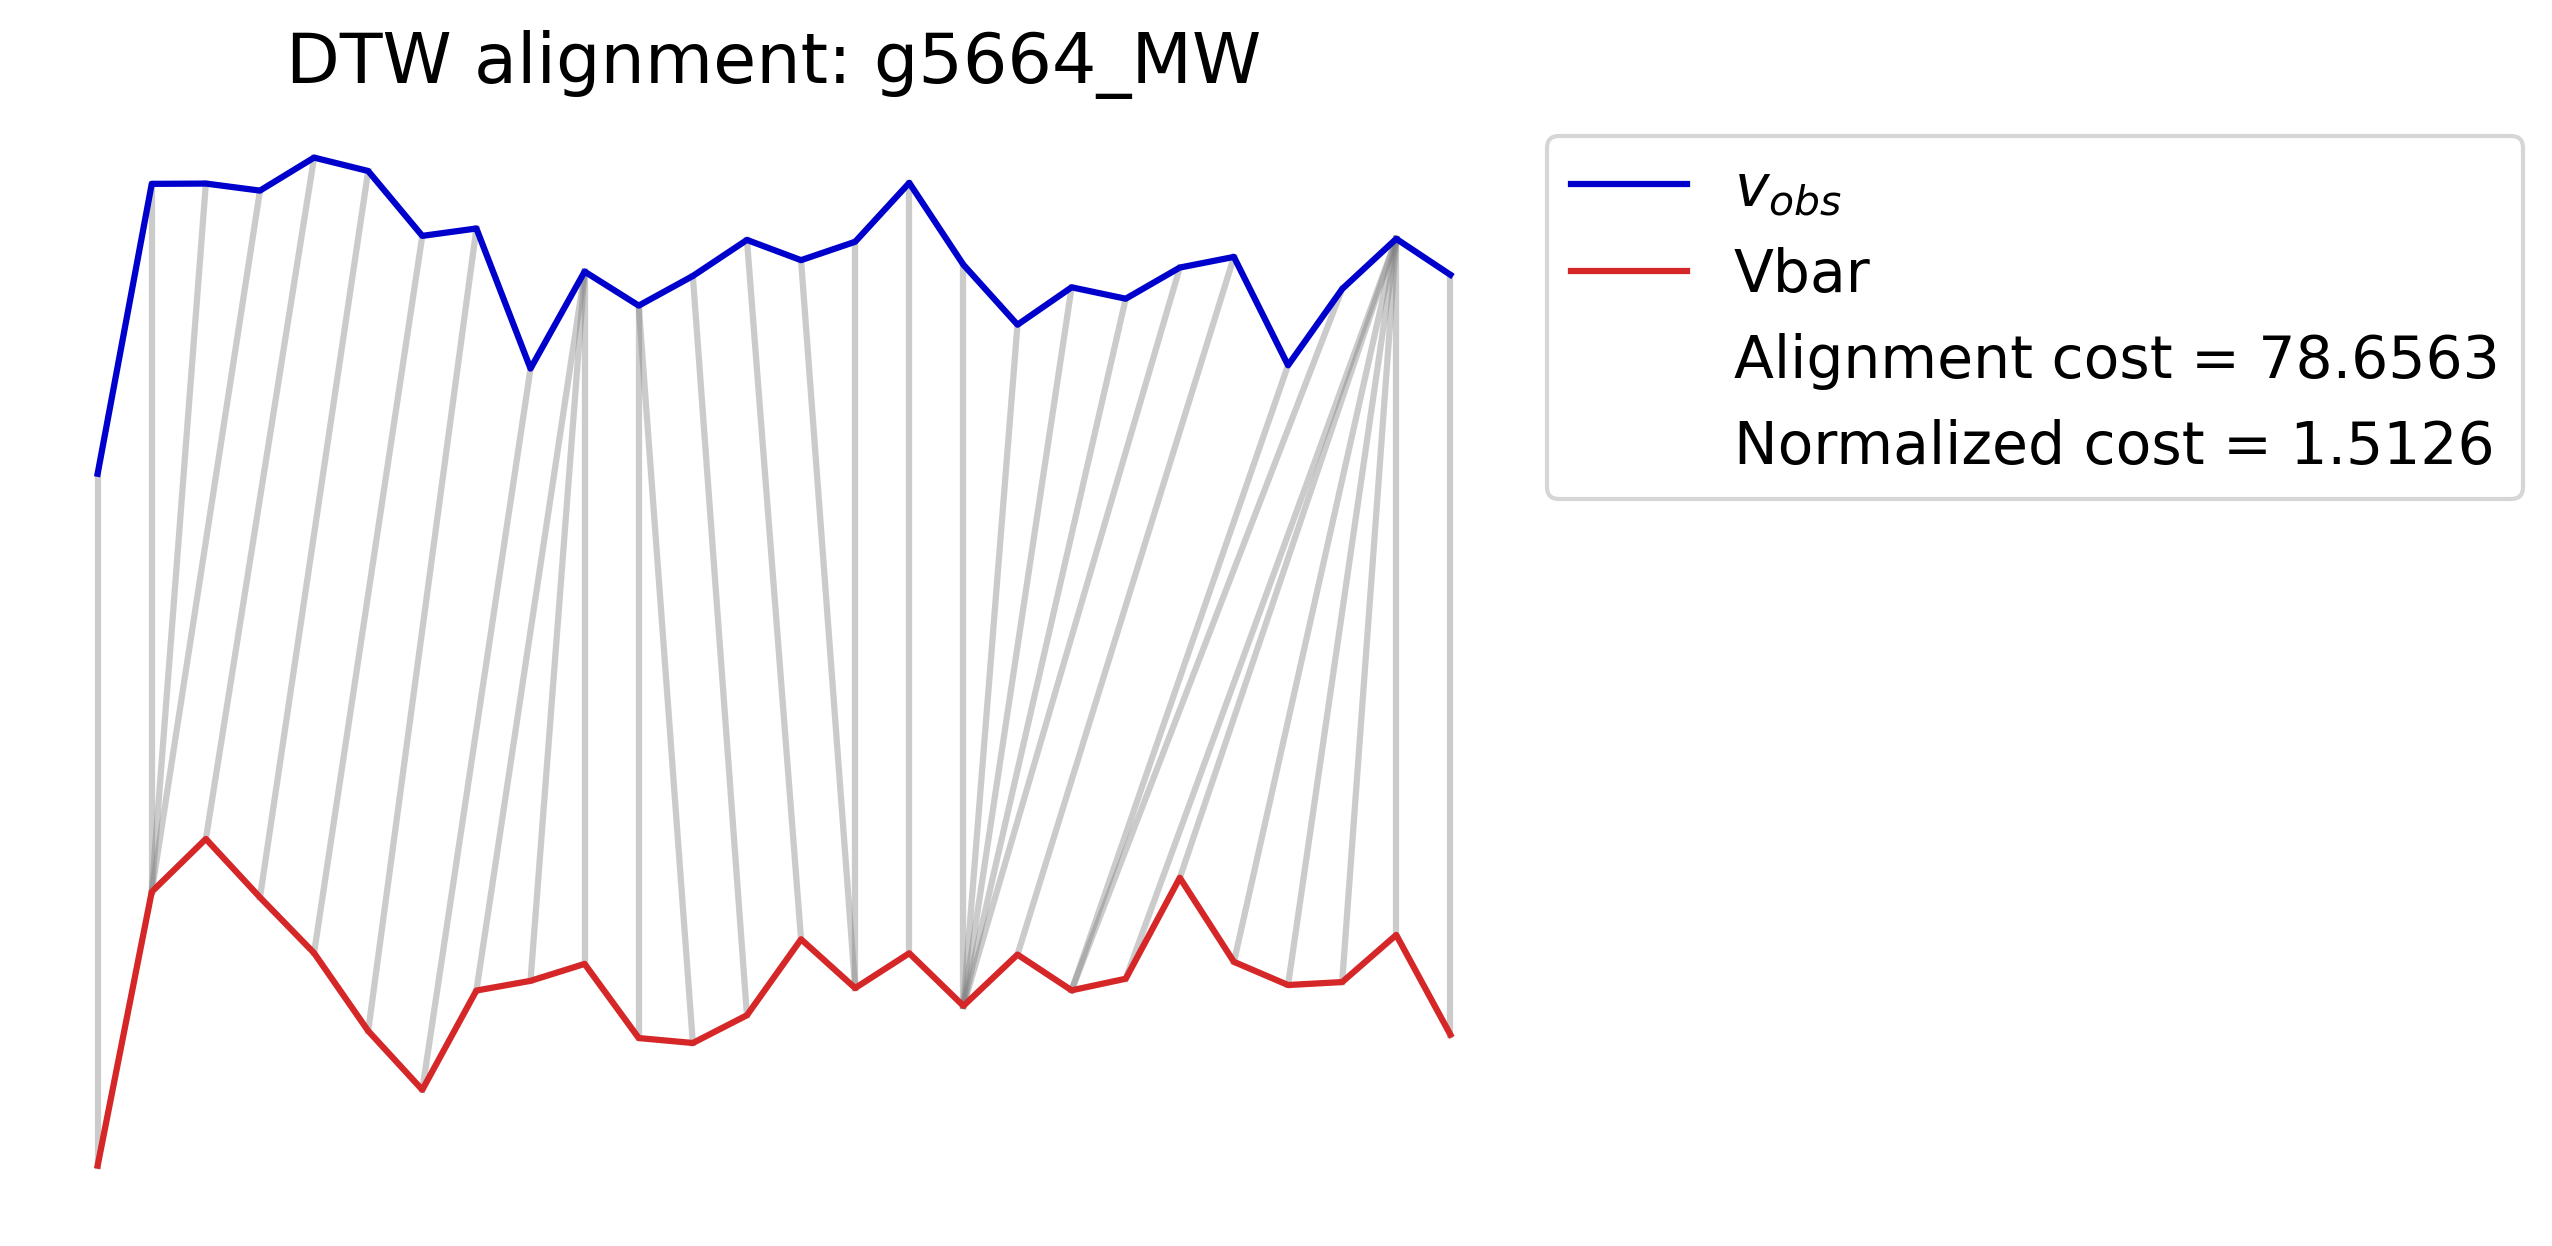 DTW alignment: g5664_MW
v_obs
Vbar
Alignment cost = 78.6563
Normalized cost = 1.5126